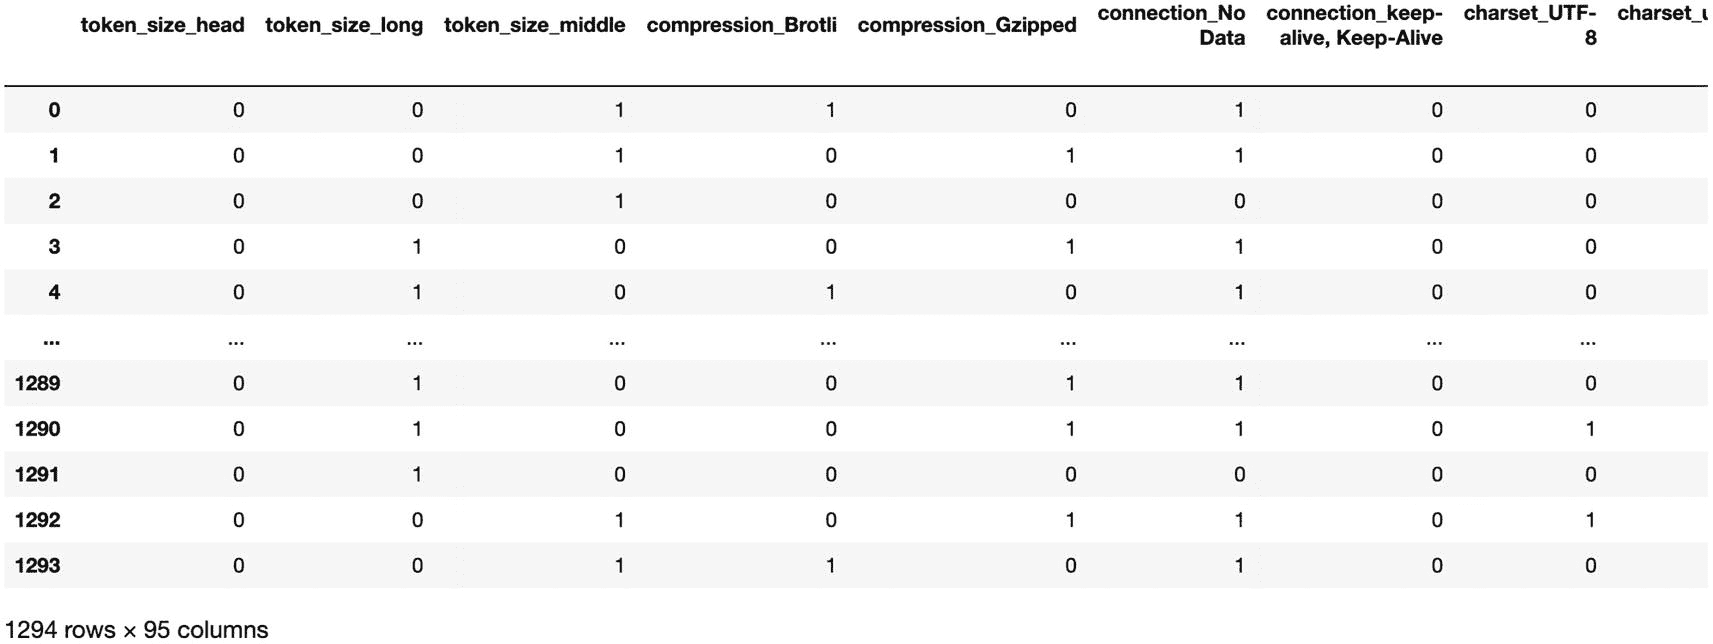 token_size_head token_size_long token_size_middle compression_Brotli compression_Gzipped connection_No Data connection_keep-alive, Keep-Alive charset_UTF-8 charset_u
0 0 0 1 1 0 1 0 0
1 0 0 1 0 1 1 0 0
2 0 0 1 0 0 0 0 0
3 0 1 0 0 1 1 0 0
4 0 1 0 1 0 1 0 0
... ... ... ... ... ... ... ... ...
1289 0 1 0 0 1 1 0 0
1290 0 1 0 0 1 1 0 1
1291 0 1 0 0 0 0 0 0
1292 0 0 1 0 1 1 0 1
1293 0 0 1 1 0 1 0 0
1294 rows × 95 columns